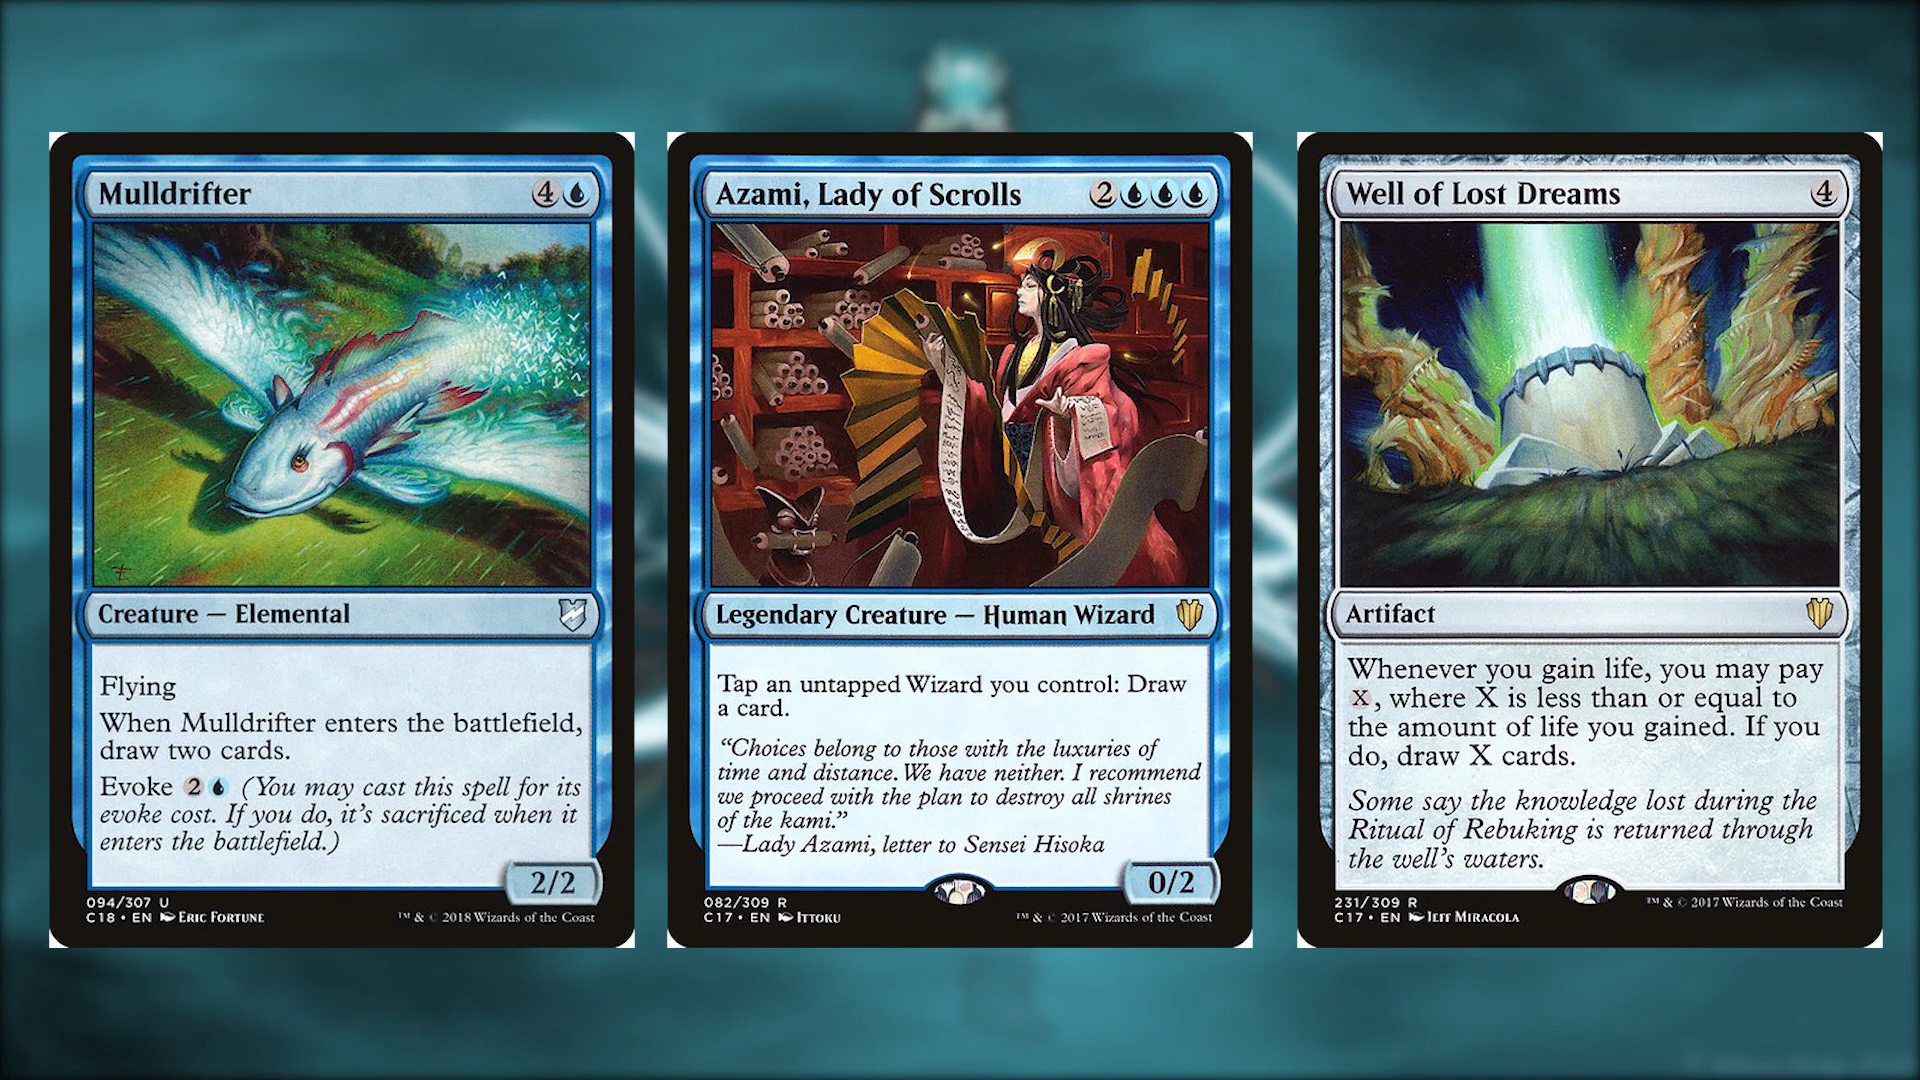 Mulldrifter 4
Creature — Elemental
Flying
When Mulldrifter enters the battlefield,
draw two cards.
Evoke 2 (You may cast this spell for its
evoke cost. If you do, it's sacrificed when it
enters the battlefield.)
2/2
094/307 U
C18 • EN Eric Fortune
™ & © 2018 Wizards of the Coast
Azami, Lady of Scrolls 2
Legendary Creature — Human Wizard
Tap an untapped Wizard you control: Draw
a card.
“Choices belong to those with the luxuries of
time and distance. We have neither. I recommend
we proceed with the plan to destroy all shrines
of the kami.”
—Lady Azami, letter to Sensei Hisoka
0/2
082/309 R
C17 • EN Ittoku
™ & © 2017 Wizards of the Coast
Well of Lost Dreams 4
Artifact
Whenever you gain life, you may pay
X, where X is less than or equal to
the amount of life you gained. If you
do, draw X cards.
Some say the knowledge lost during the
Ritual of Rebuking is returned through
the well's waters.
231/309 R
C17 • EN Jeff Miracola
™ & © 2017 Wizards of the Coast